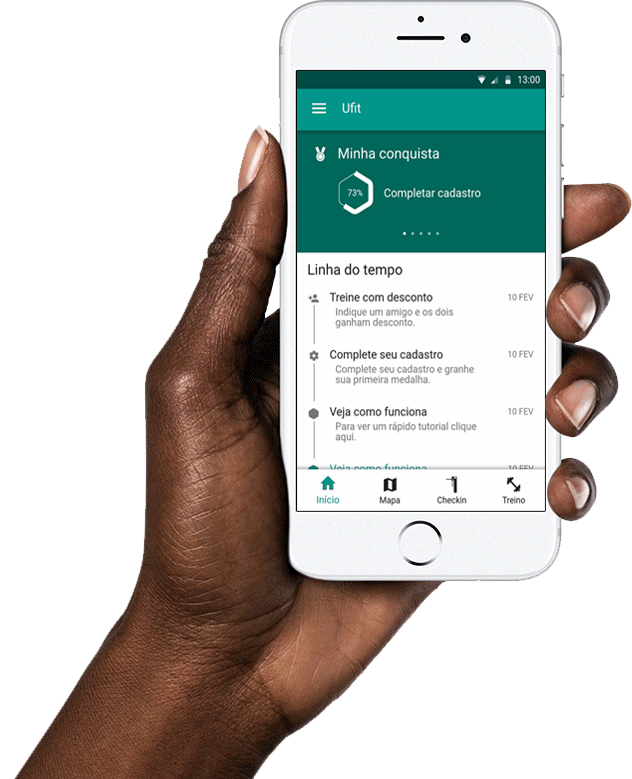 13:00
Ufit
Minha conquista
73%
Completar cadastro
Linha do tempo
Treine com desconto 10 FEV
Indique um amigo e os dois
ganham desconto.
Complete seu cadastro 10 FEV
Complete seu cadastro e granhe
sua primeira medalha.
Veja como funciona 10 FEV
Para ver um rápido tutorial clique
aqui.
Veja como funciona 10 FEV
Início Mapa Checkin Treino